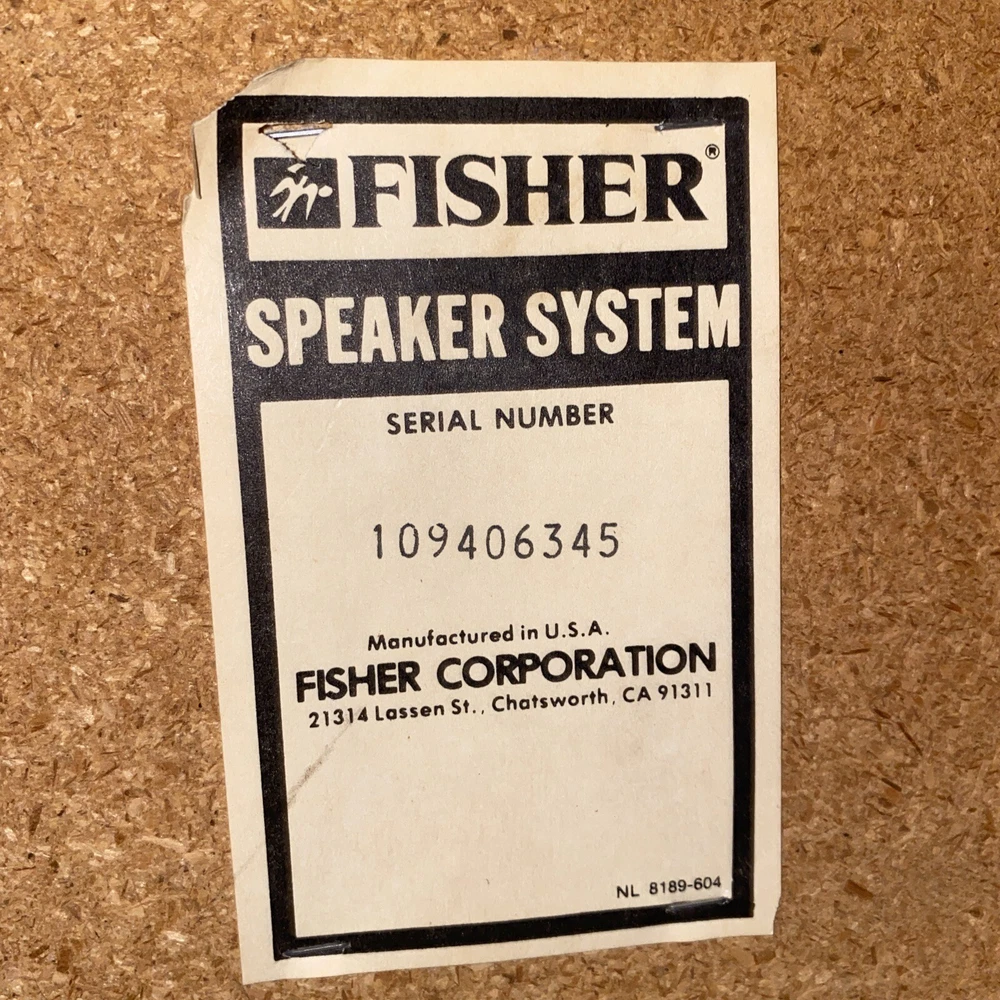 FISHER®
SPEAKER SYSTEM
SERIAL NUMBER
109406345
Manufactured in U.S.A.
FISHER CORPORATION
21314 Lassen St., Chatsworth, CA 91311
NL 8189-604